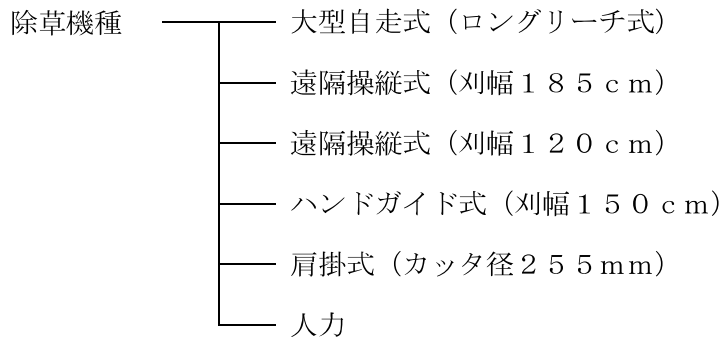 除草機種
大型自走式（ロングリーチ式）
遠隔操縦式（刈幅１８５ｃｍ）
遠隔操縦式（刈幅１２０ｃｍ）
ハンドガイド式（刈幅１５０ｃｍ）
肩掛式（カッタ径２５５ｍｍ）
人力